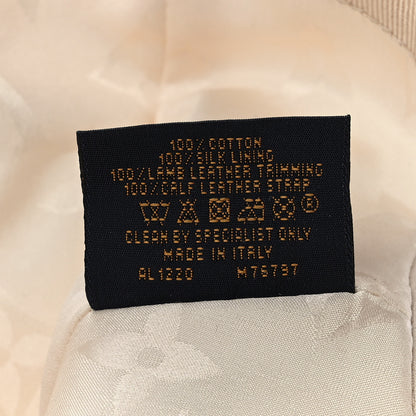 100% COTTON
100% SILK LINING
100% LAMB LEATHER TRIMMING
100% CALF LEATHER STRAP
CLEAN BY SPECIALIST ONLY
MADE IN ITALY
AL1220 M76797